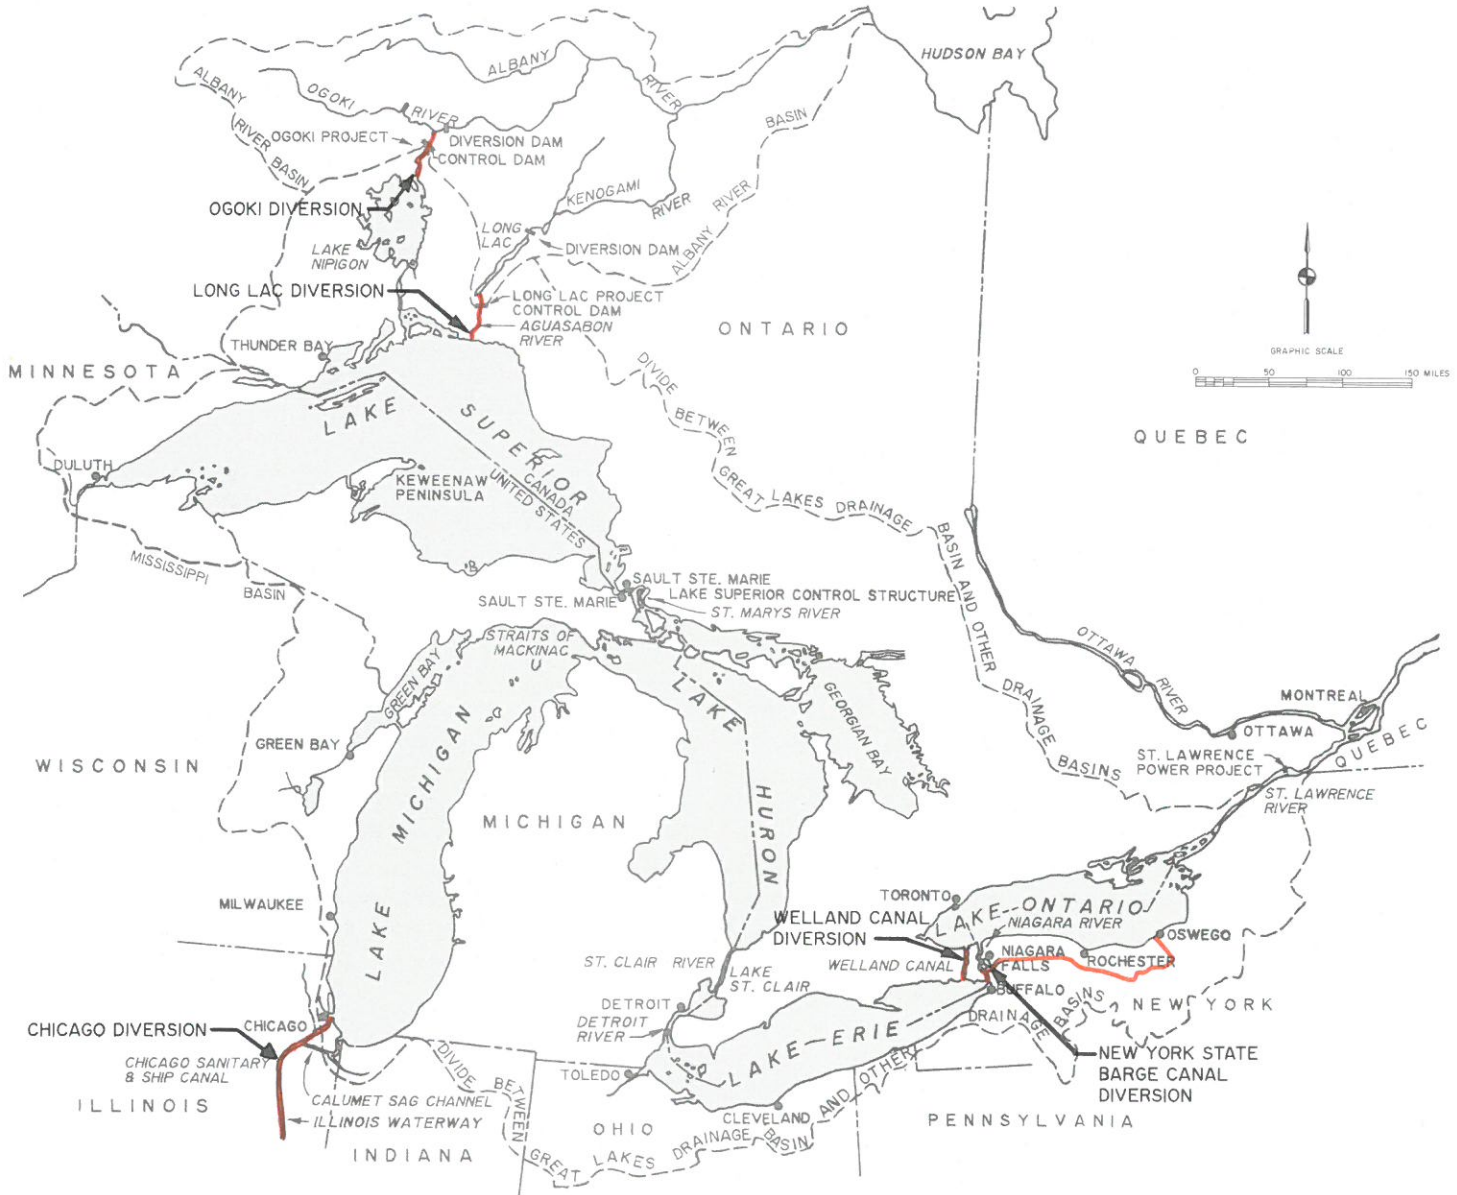 HUDSON BAY
ALBANY
RIVER
ALBANY
RIVER
BASIN
OGOKI
RIVER
OGOKI PROJECT
DIVERSION DAM
CONTROL DAM
BASIN
ALBANY RIVER
KENOGAMI
RIVER
OGOKI DIVERSION
LONG
LAC
DIVERSION DAM
LAKE
NIPIGON
LONG LAC DIVERSION
LONG LAC PROJECT
CONTROL DAM
AGUASABON
RIVER
ONTARIO
GRAPHIC SCALE
0 50 100 150 MILES
THUNDER BAY
MINNESOTA
DIVIDE
BETWEEN
GREAT LAKES DRAINAGE
BASIN AND OTHER
DRAINAGE
BASINS
QUEBEC
LAKE
SUPERIOR
CANADA
UNITED STATES
DULUTH
KEWEENAW
PENINSULA
MISSISSIPPI
BASIN
SAULT STE. MARIE
LAKE SUPERIOR CONTROL STRUCTURE
SAULT STE. MARIE
ST. MARYS RIVER
STRAITS OF
MACKINAC
OTTAWA
RIVER
GREEN BAY
LAKE
HURON
GEORGIAN BAY
MONTREAL
OTTAWA
QUEBEC
GREEN BAY
ST. LAWRENCE
POWER PROJECT
ST. LAWRENCE
RIVER
WISCONSIN
LAKE
MICHIGAN
MICHIGAN
MILWAUKEE
TORONTO
LAKE ONTARIO
WELLAND CANAL
DIVERSION
NIAGARA RIVER
OSWEGO
NIAGARA
FALLS
ROCHESTER
WELLAND CANAL
ST. CLAIR RIVER
LAKE
ST. CLAIR
BUFFALO
NEW YORK
DETROIT
DETROIT
RIVER
DRAINAGE
BASINS
CHICAGO DIVERSION
CHICAGO
LAKE ERIE
NEW YORK STATE
BARGE CANAL
DIVERSION
CHICAGO SANITARY
& SHIP CANAL
TOLEDO
CALUMET SAG CHANNEL
ILLINOIS
ILLINOIS WATERWAY
CLEVELAND
PENNSYLVANIA
OHIO
INDIANA
DIVIDE
BETWEEN
GREAT
LAKES
DRAINAGE
BASIN
AND OTHER